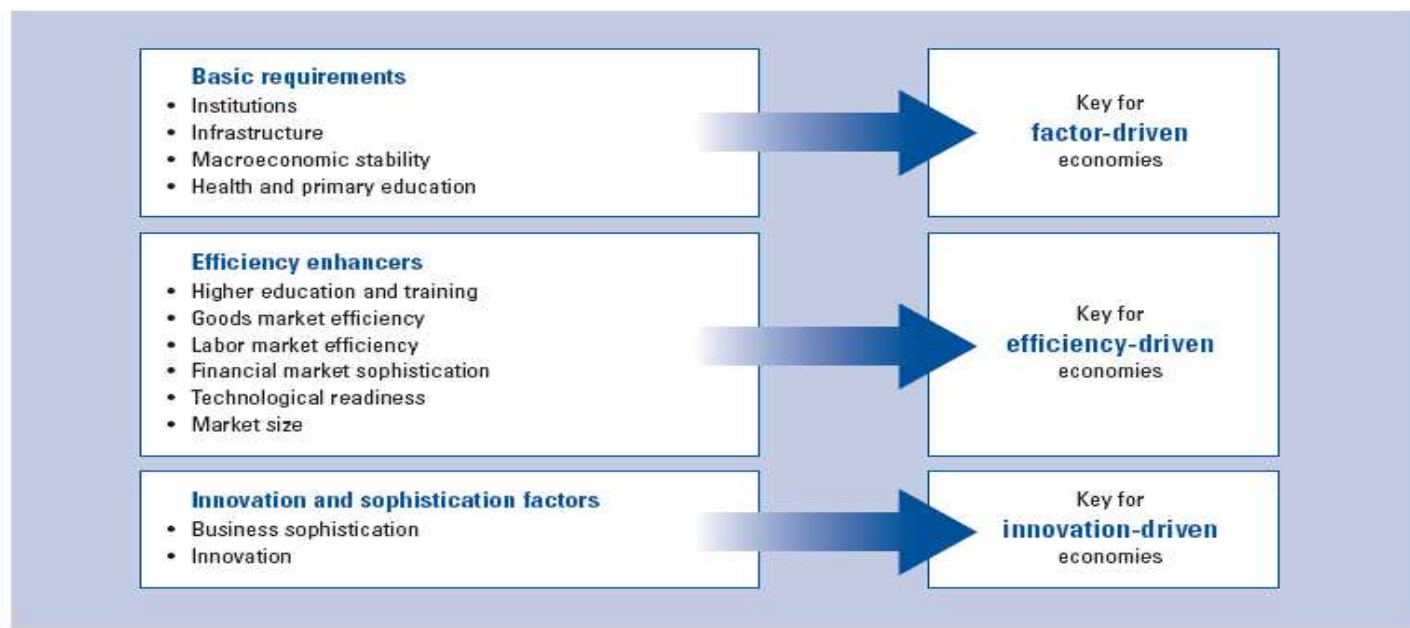 Basic requirements
• Institutions
• Infrastructure
• Macroeconomic stability
• Health and primary education
Key for
factor-driven
economies
Efficiency enhancers
• Higher education and training
• Goods market efficiency
• Labor market efficiency
• Financial market sophistication
• Technological readiness
• Market size
Key for
efficiency-driven
economies
Innovation and sophistication factors
• Business sophistication
• Innovation
Key for
innovation-driven
economies